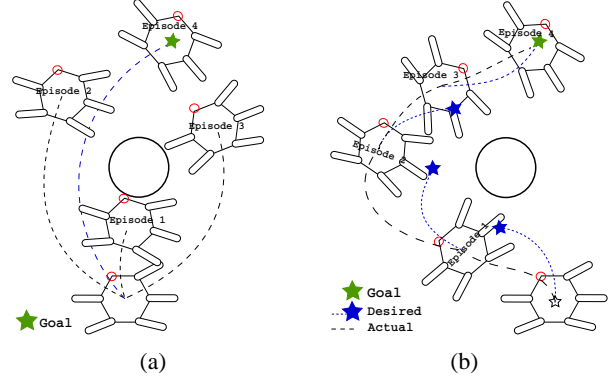 Episode 4
Episode 2
Episode 3
Episode 1
Goal
(a)
Episode 4
Episode 3
Episode 2
Episode 1
Goal
Desired
Actual
(b)